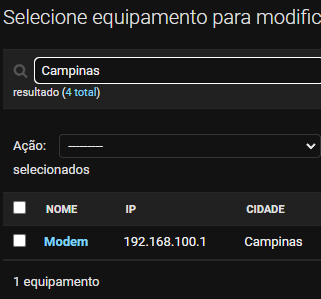 Selecione equipamento para modific
Campinas
resultado (4 total)
Ação: ---------
selecionados
NOME IP CIDADE
Modem 192.168.100.1 Campinas
1 equipamento